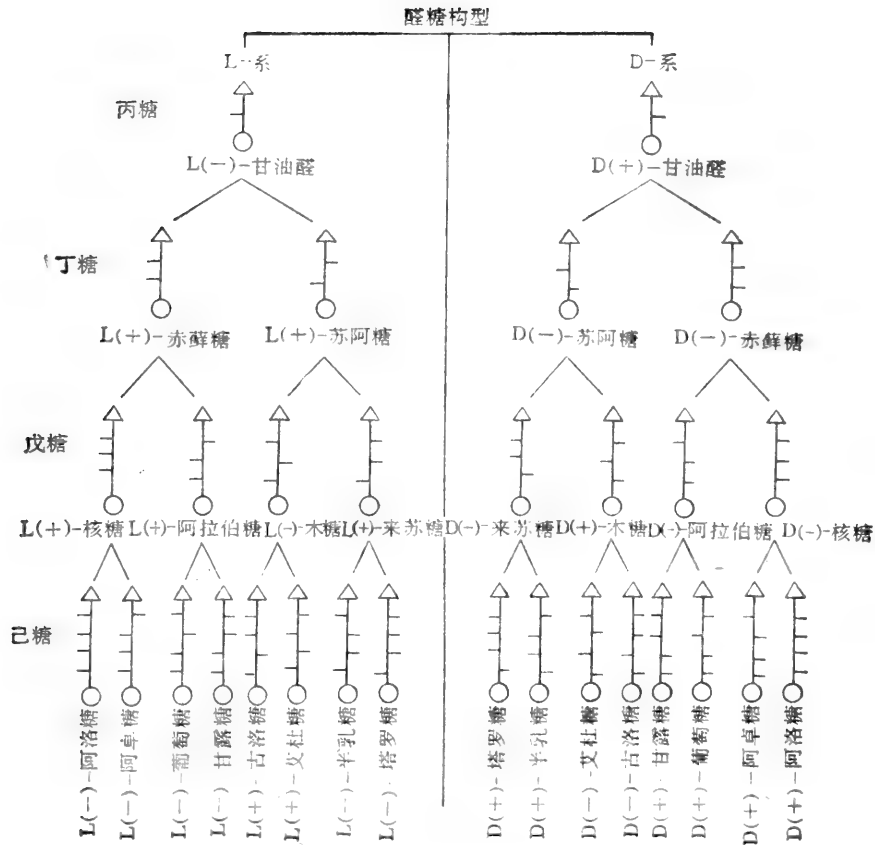 醛糖构型
L-系
D-系
丙糖
L(-)-甘油醛
D(+)-甘油醛
丁糖
L(+)-赤藓糖
L(+)-苏阿糖
D(-)-苏阿糖
D(-)-赤藓糖
戊糖
L(+)-核糖
L(+)-阿拉伯糖
L(-)-木糖
L(+)-来苏糖
D(-)-来苏糖
D(+)-木糖
D(-)-阿拉伯糖
D(-)-核糖
己糖
L(-)-阿洛糖
L(-)-阿卓糖
L(-)-葡萄糖
L(-)-甘露糖
L(+)-古洛糖
L(+)-艾杜糖
L(-)-半乳糖
L(-)-塔罗糖
D(+)-塔罗糖
D(+)-半乳糖
D(-)-艾杜糖
D(-)-古洛糖
D(+)-甘露糖
D(+)-葡萄糖
D(+)-阿卓糖
D(+)-阿洛糖